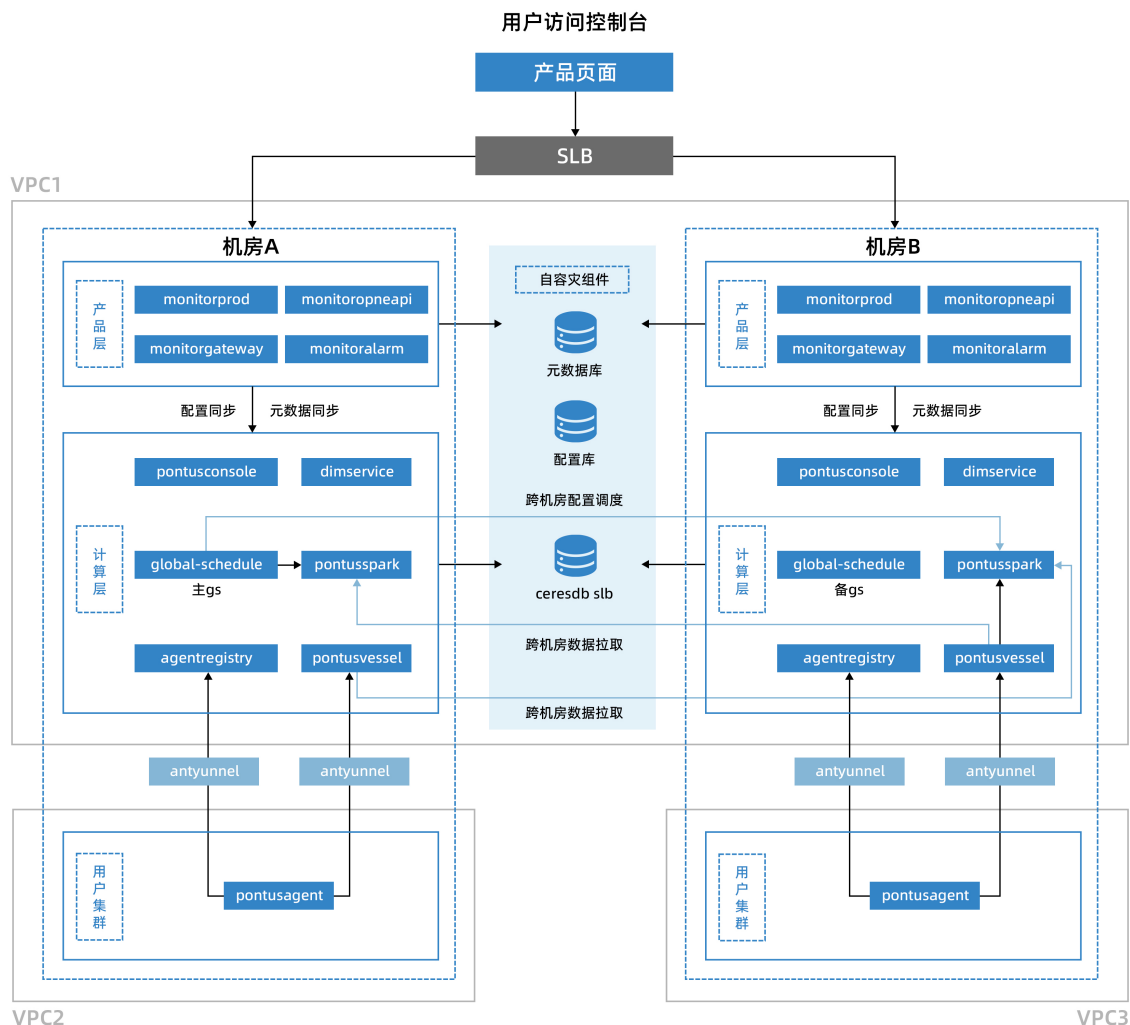 用户访问控制台
产品页面
SLB
VPC1
机房A
产品层
monitorprod
monitoropneapi
monitorgateway
monitoralarm
配置同步
元数据同步
计算层
pontusconsole
dimservice
global-schedule
主gs
pontusspark
agentregistry
pontusvessel
antyunnel
antyunnel
用户集群
pontusagent
VPC2
自容灾组件
元数据库
配置库
跨机房配置调度
ceresdb slb
跨机房数据拉取
跨机房数据拉取
机房B
产品层
monitorprod
monitoropneapi
monitorgateway
monitoralarm
配置同步
元数据同步
计算层
pontusconsole
dimservice
global-schedule
备gs
pontusspark
agentregistry
pontusvessel
antyunnel
antyunnel
用户集群
pontusagent
VPC3